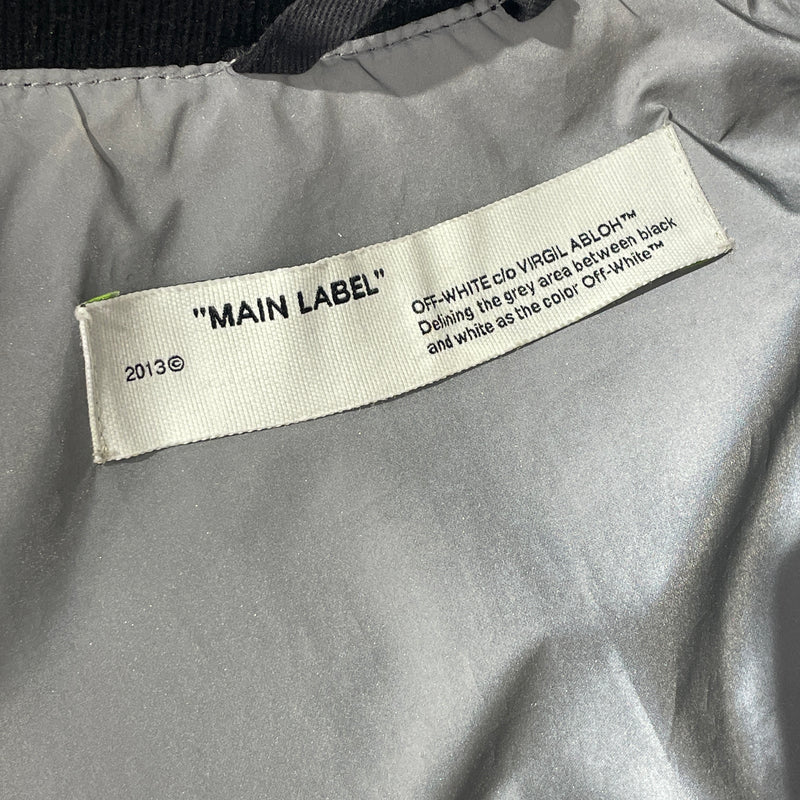 "MAIN LABEL"
2013©
OFF-WHITE c/o VIRGIL ABLOH™
Defining the grey area between black
and white as the color Off-White™